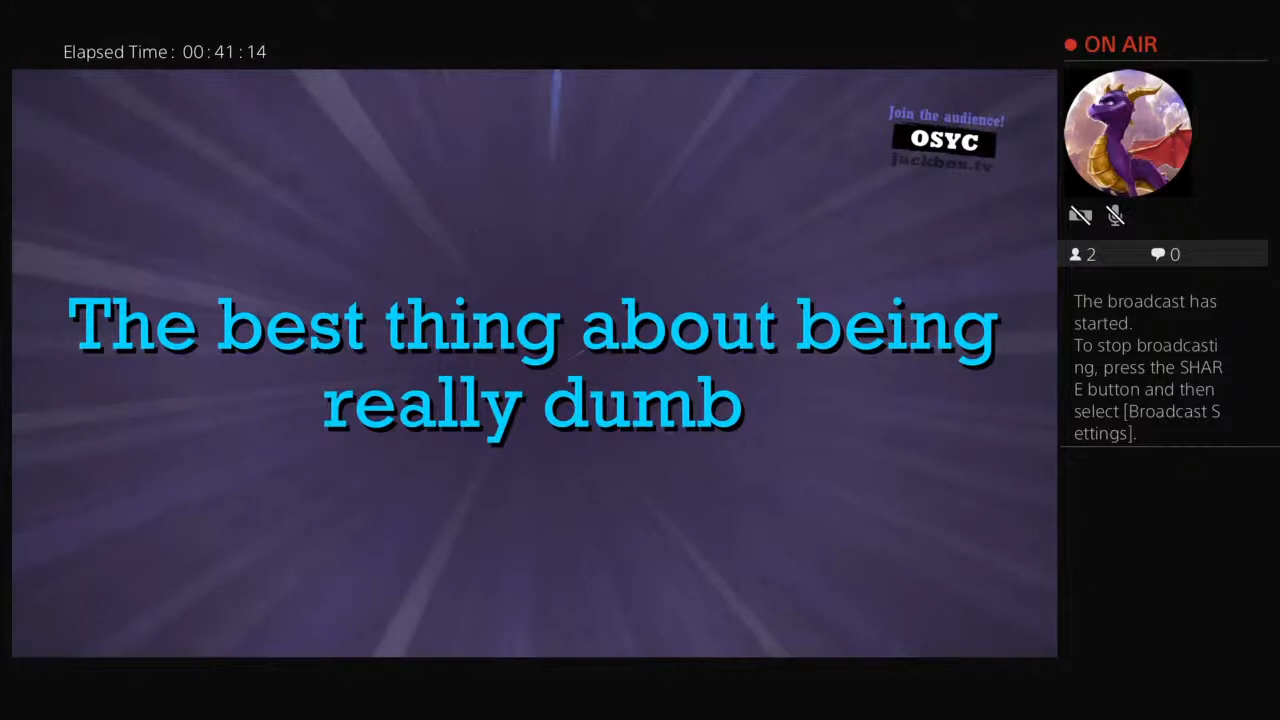 Elapsed Time: 00:41:14
ON AIR
Join the audience!
OSYC
jackbox.tv
The best thing about being
really dumb
2
0
The broadcast has
started.
To stop broadcasti
ng, press the SHAR
E button and then
select [Broadcast S
ettings].